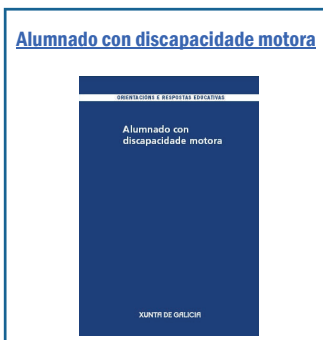 Alumnado con discapacidade motora
ORIENTACIÓNS E RESPOSTAS EDUCATIVAS
Alumnado con
discapacidade motora
XUNTA DE GALICIA